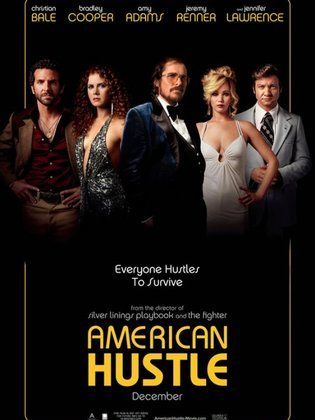 christian BALE
bradley COOPER
amy ADAMS
jeremy RENNER
and jennifer LAWRENCE
Everyone Hustles
To Survive
from the director of
silver linings playbook and the fighter
AMERICAN
HUSTLE
December
AmericanHustle-Movie.com